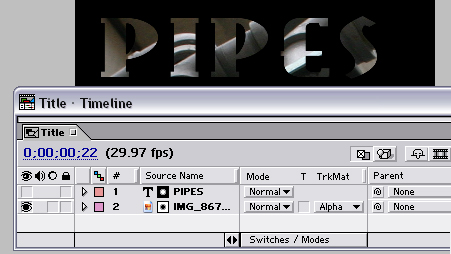 PIPES
Title · Timeline
Title
0;00;00;22 (29.97 fps)
# Source Name Mode T TrkMat Parent
1 T PIPES Normal None
2 IMG_867... Normal Alpha None
Switches / Modes